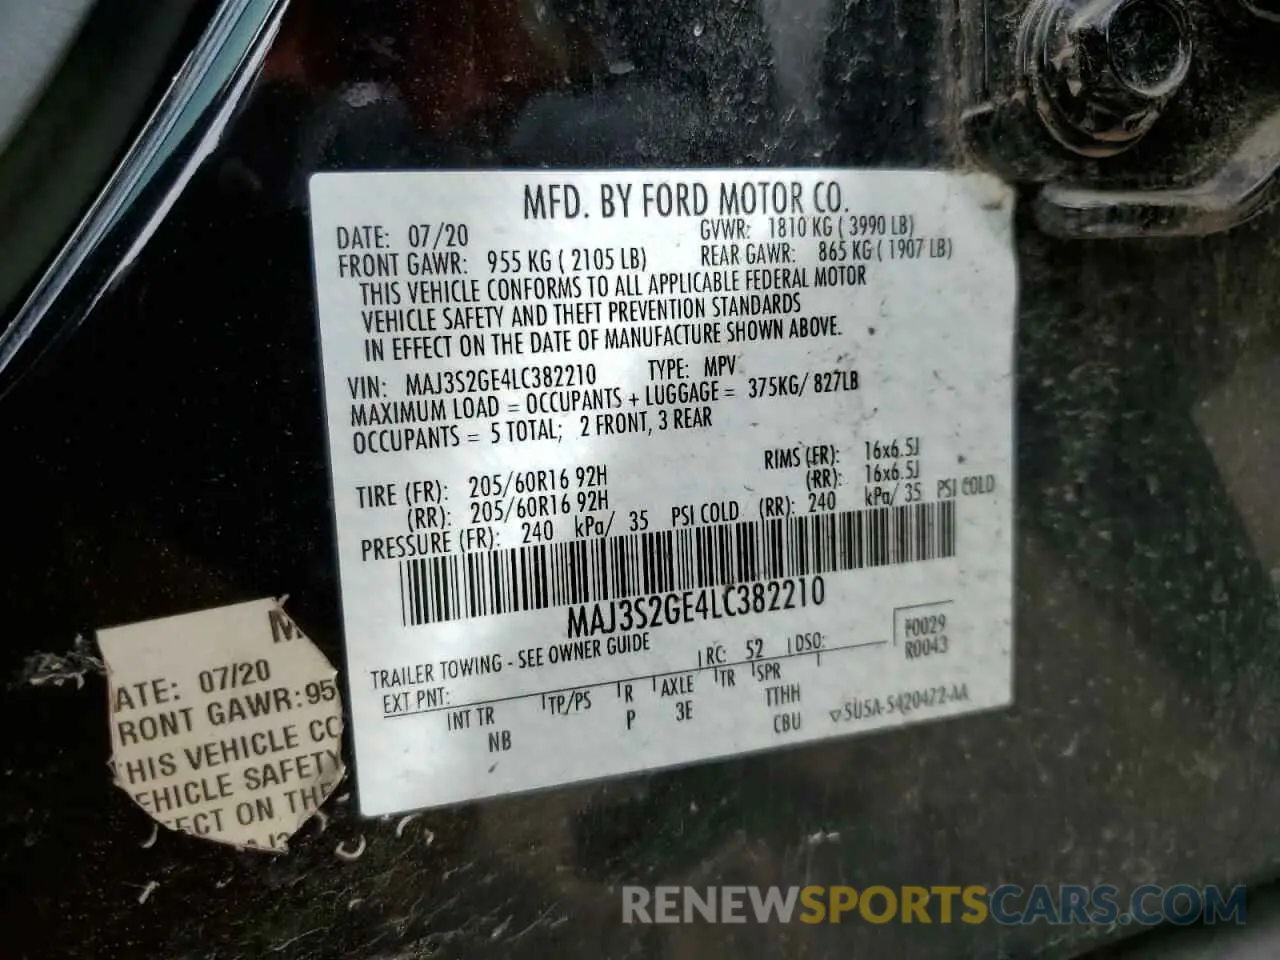 MFD. BY FORD MOTOR CO.
DATE: 07/20 GVWR: 1810 KG ( 3990 LB)
FRONT GAWR: 955 KG ( 2105 LB) REAR GAWR: 865 KG ( 1907 LB)
THIS VEHICLE CONFORMS TO ALL APPLICABLE FEDERAL MOTOR
VEHICLE SAFETY AND THEFT PREVENTION STANDARDS
IN EFFECT ON THE DATE OF MANUFACTURE SHOWN ABOVE.
VIN: MAJ3S2GE4LC382210 TYPE: MPV
MAXIMUM LOAD = OCCUPANTS + LUGGAGE = 375KG/ 827LB
OCCUPANTS = 5 TOTAL; 2 FRONT, 3 REAR
TIRE (FR): 205/60R16 92H RIMS (FR): 16x6.5J
(RR): 205/60R16 92H (RR): 16x6.5J
PRESSURE (FR): 240 kPa/ 35 PSI COLD (RR): 240 kPa/ 35 PSI COLD
MAJ3S2GE4LC382210
TRAILER TOWING - SEE OWNER GUIDE
EXT PNT: RC: 52 DSO: F0029
R0043
INT TR TP/PS R AXLE TR SPR
NB P 3E TTHH
CBU 5U5A-5420472-AA
M
ATE: 07/20
RONT GAWR:95
HIS VEHICLE CO
EHICLE SAFETY
ECT ON THE
RENEWSPORTSCARS.COM